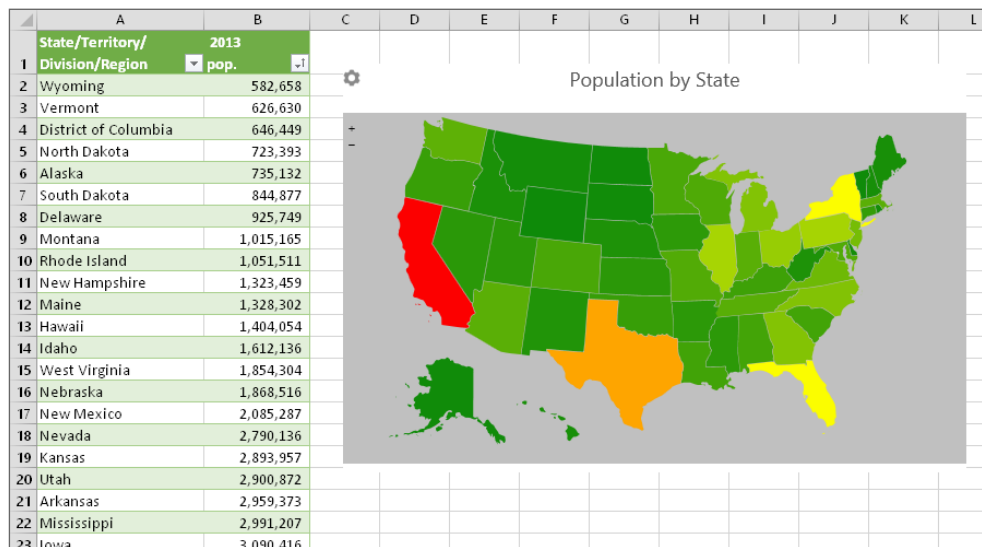 A B C D E F G H I J K L
State/Territory/ 2013
1 Division/Region pop.
Population by State
2 Wyoming 582,658
3 Vermont 626,630
+
4 District of Columbia 646,449
−
5 North Dakota 723,393
6 Alaska 735,132
7 South Dakota 844,877
8 Delaware 925,749
9 Montana 1,015,165
10 Rhode Island 1,051,511
11 New Hampshire 1,323,459
12 Maine 1,328,302
13 Hawaii 1,404,054
14 Idaho 1,612,136
15 West Virginia 1,854,304
16 Nebraska 1,868,516
17 New Mexico 2,085,287
18 Nevada 2,790,136
19 Kansas 2,893,957
20 Utah 2,900,872
21 Arkansas 2,959,373
22 Mississippi 2,991,207
23 Iowa 3,090,416